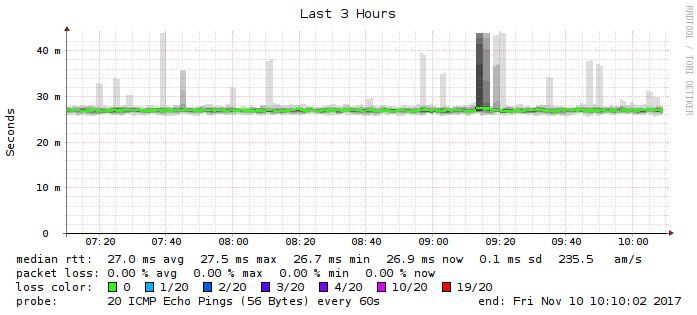 Last 3 Hours
RRDTOOL / TOBI OETIKER
Seconds
40 m
30 m
20 m
10 m
0
07:20 07:40 08:00 08:20 08:40 09:00 09:20 09:40 10:00
median rtt: 27.0 ms avg 27.5 ms max 26.7 ms min 26.9 ms now 0.1 ms sd 235.5 am/s
packet loss: 0.00 % avg 0.00 % max 0.00 % min 0.00 % now
loss color: 0 1/20 2/20 3/20 4/20 10/20 19/20
probe: 20 ICMP Echo Pings (56 Bytes) every 60s end: Fri Nov 10 10:10:02 2017